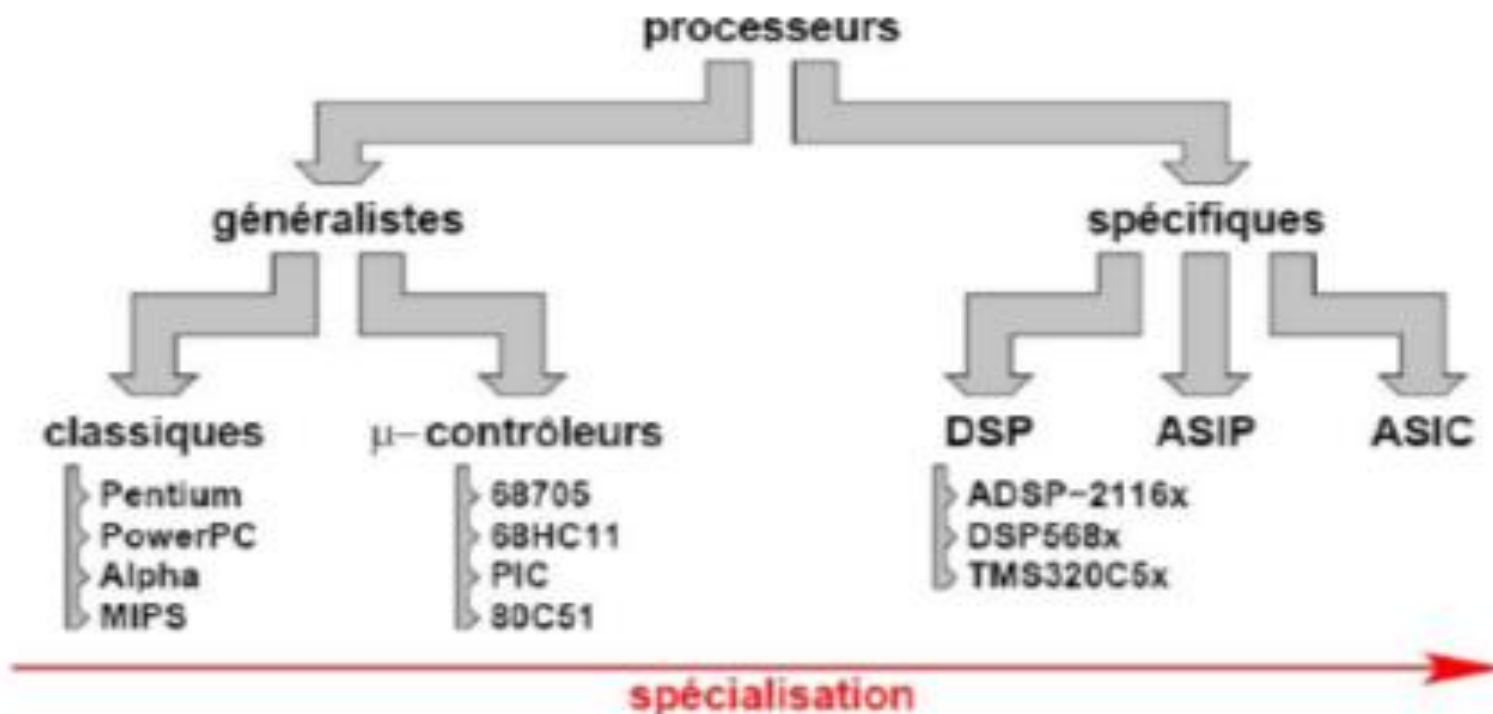 processeurs
généralistes
spécifiques
classiques
Pentium
PowerPC
Alpha
MIPS
μ-contrôleurs
68705
68HC11
PIC
80C51
DSP
ADSP-2116x
DSP568x
TMS320C5x
ASIP
ASIC
spécialisation